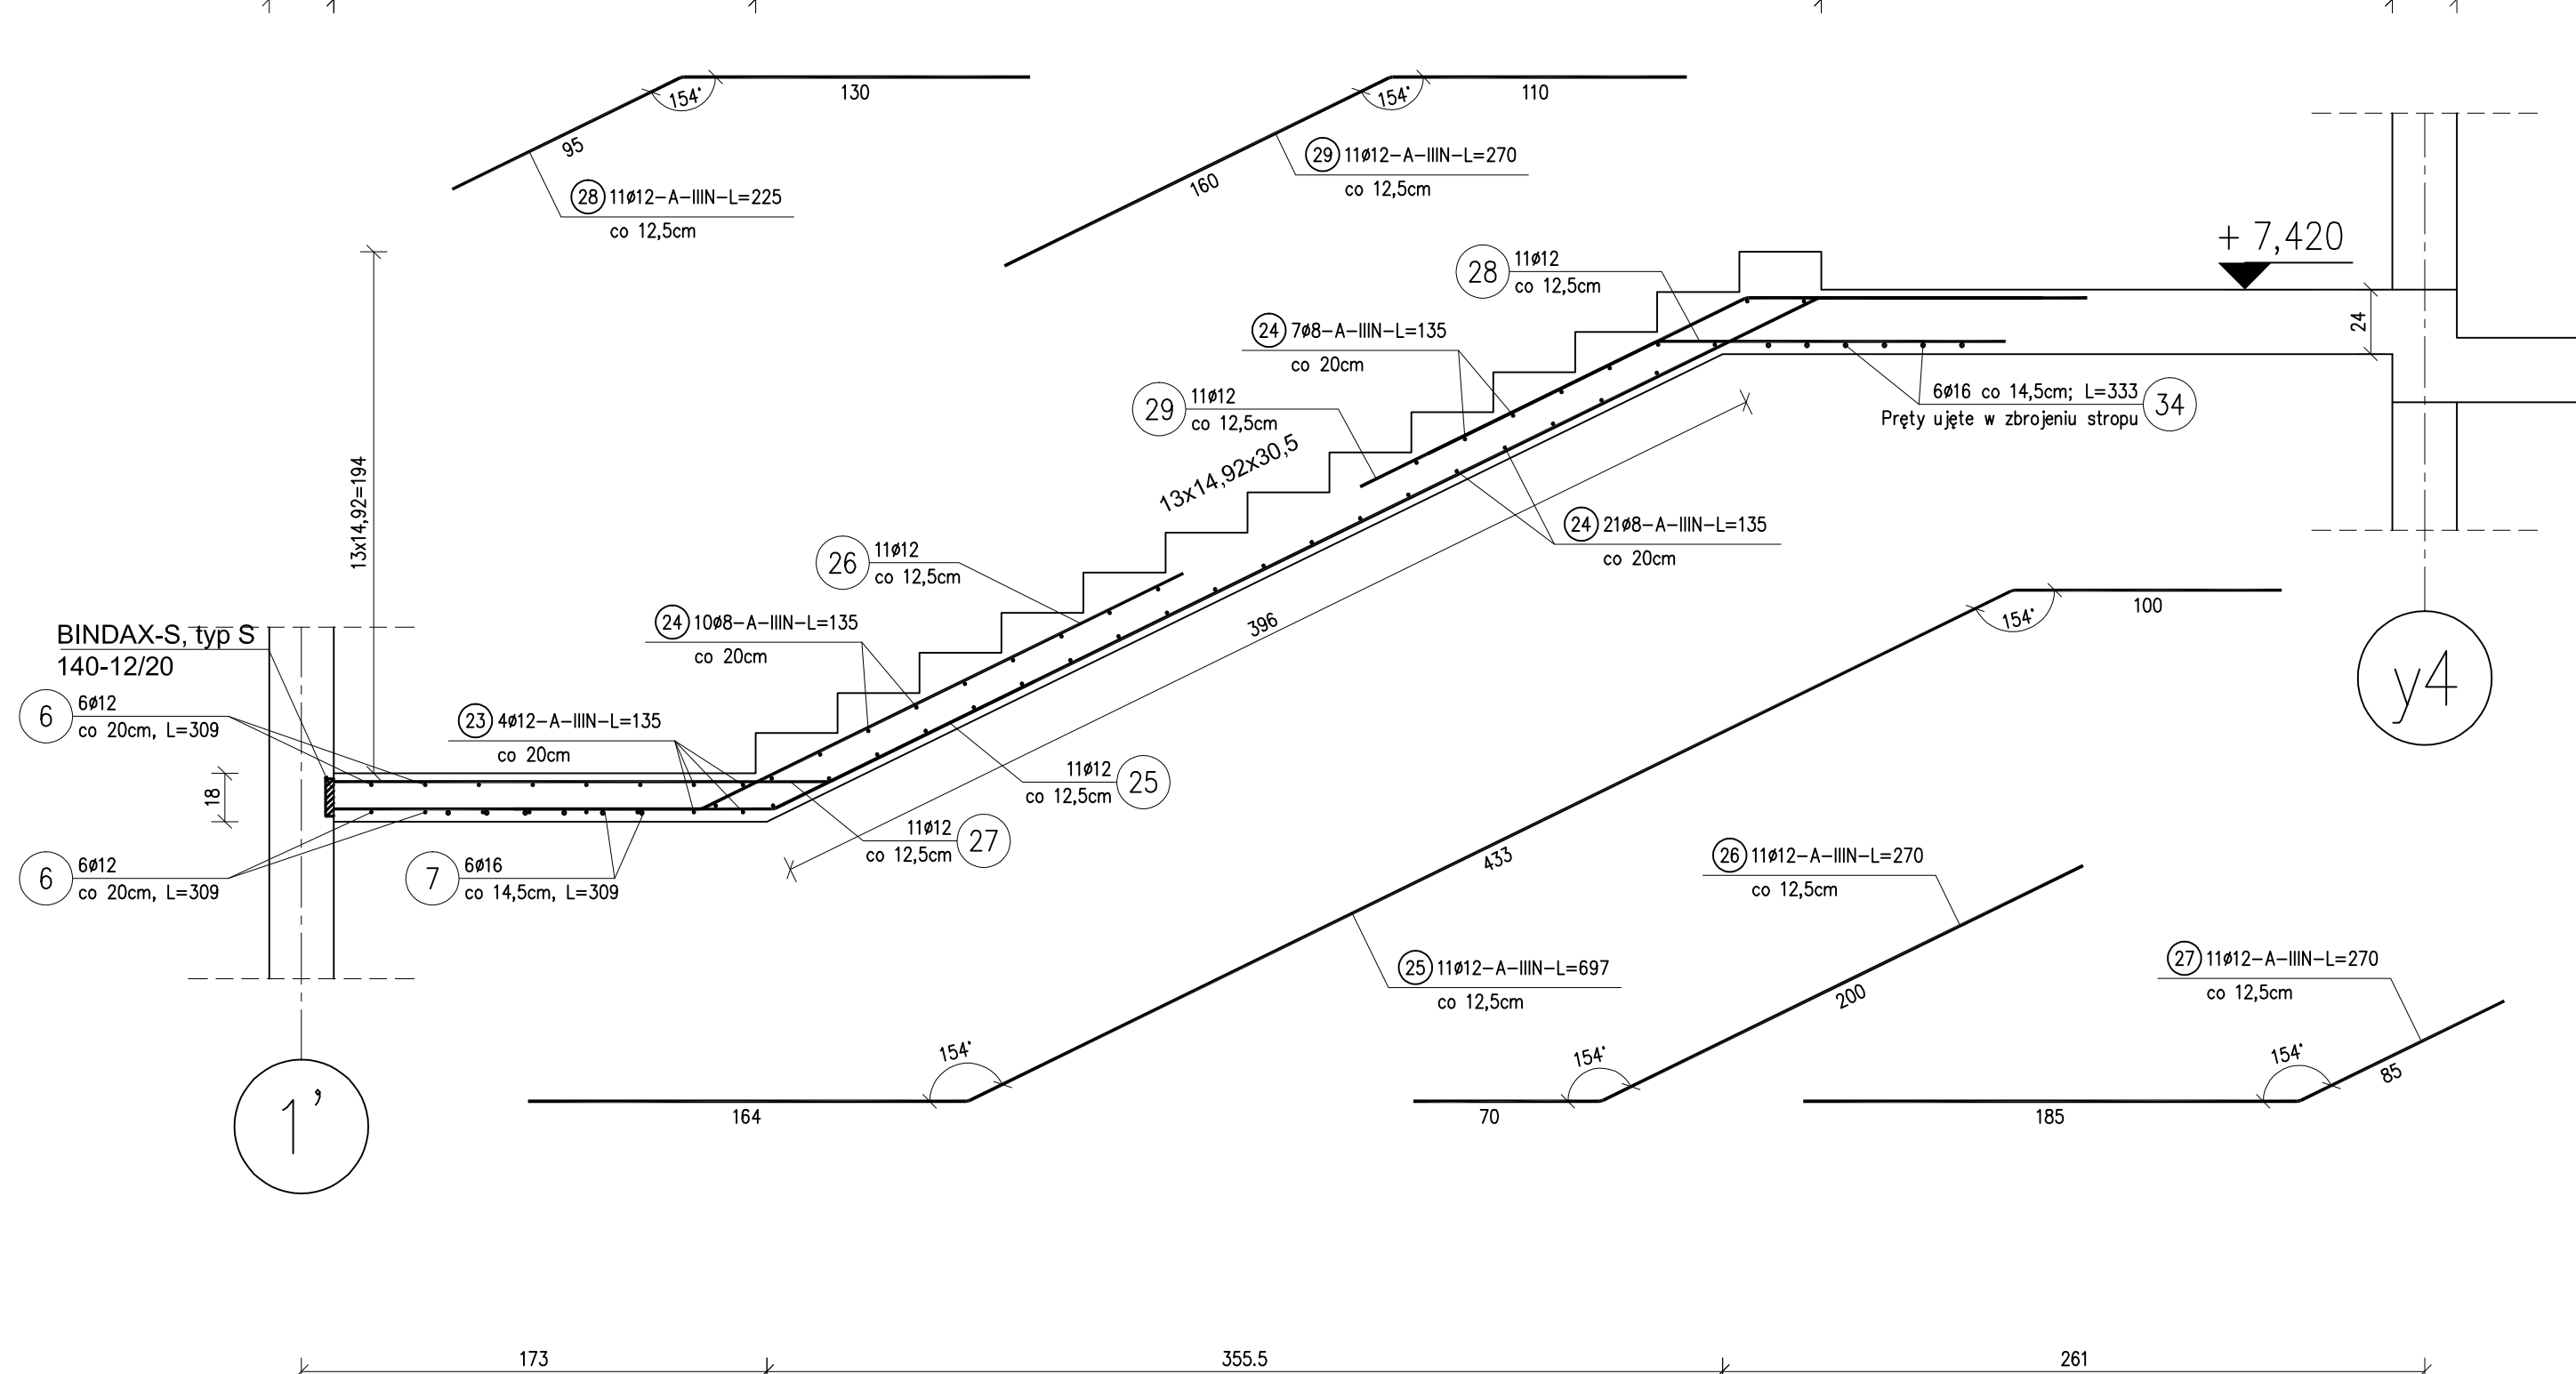 154°
130
95
28 11ø12-A-IIIN-L=225
co 12,5cm
154°
110
160
29 11ø12-A-IIIN-L=270
co 12,5cm
+ 7,420
28 11ø12
co 12,5cm
24 7ø8-A-IIIN-L=135
co 20cm
24
29 11ø12
co 12,5cm
6ø16 co 14,5cm; L=333
Pręty ujęte w zbrojeniu stropu
34
13x14,92x30,5
13x14,92=194
24 21ø8-A-IIIN-L=135
co 20cm
26 11ø12
co 12,5cm
396
24 10ø8-A-IIIN-L=135
co 20cm
BINDAX-S, typ S
140-12/20
6 6ø12
co 20cm, L=309
23 4ø12-A-IIIN-L=135
co 20cm
18
11ø12
co 12,5cm
25
11ø12
co 12,5cm
27
6 6ø12
co 20cm, L=309
7 6ø16
co 14,5cm, L=309
y4
100
154°
433
154°
164
25 11ø12-A-IIIN-L=697
co 12,5cm
26 11ø12-A-IIIN-L=270
co 12,5cm
200
154°
70
27 11ø12-A-IIIN-L=270
co 12,5cm
154°
85
185
1'
173
355.5
261